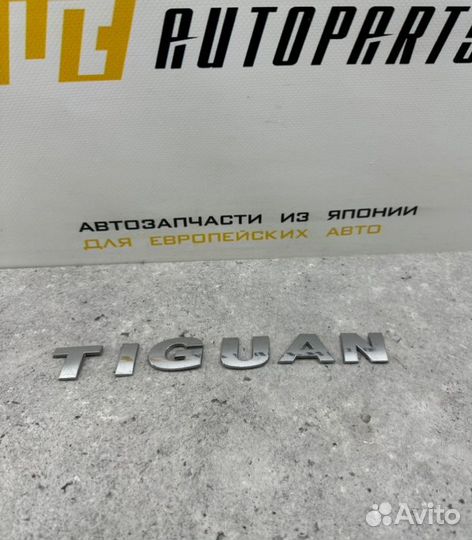 AUTOPARTS
АВТОЗАПЧАСТИ ИЗ ЯПОНИИ
ДЛЯ ЕВРОПЕЙСКИХ АВТО
TIGUAN
Avito